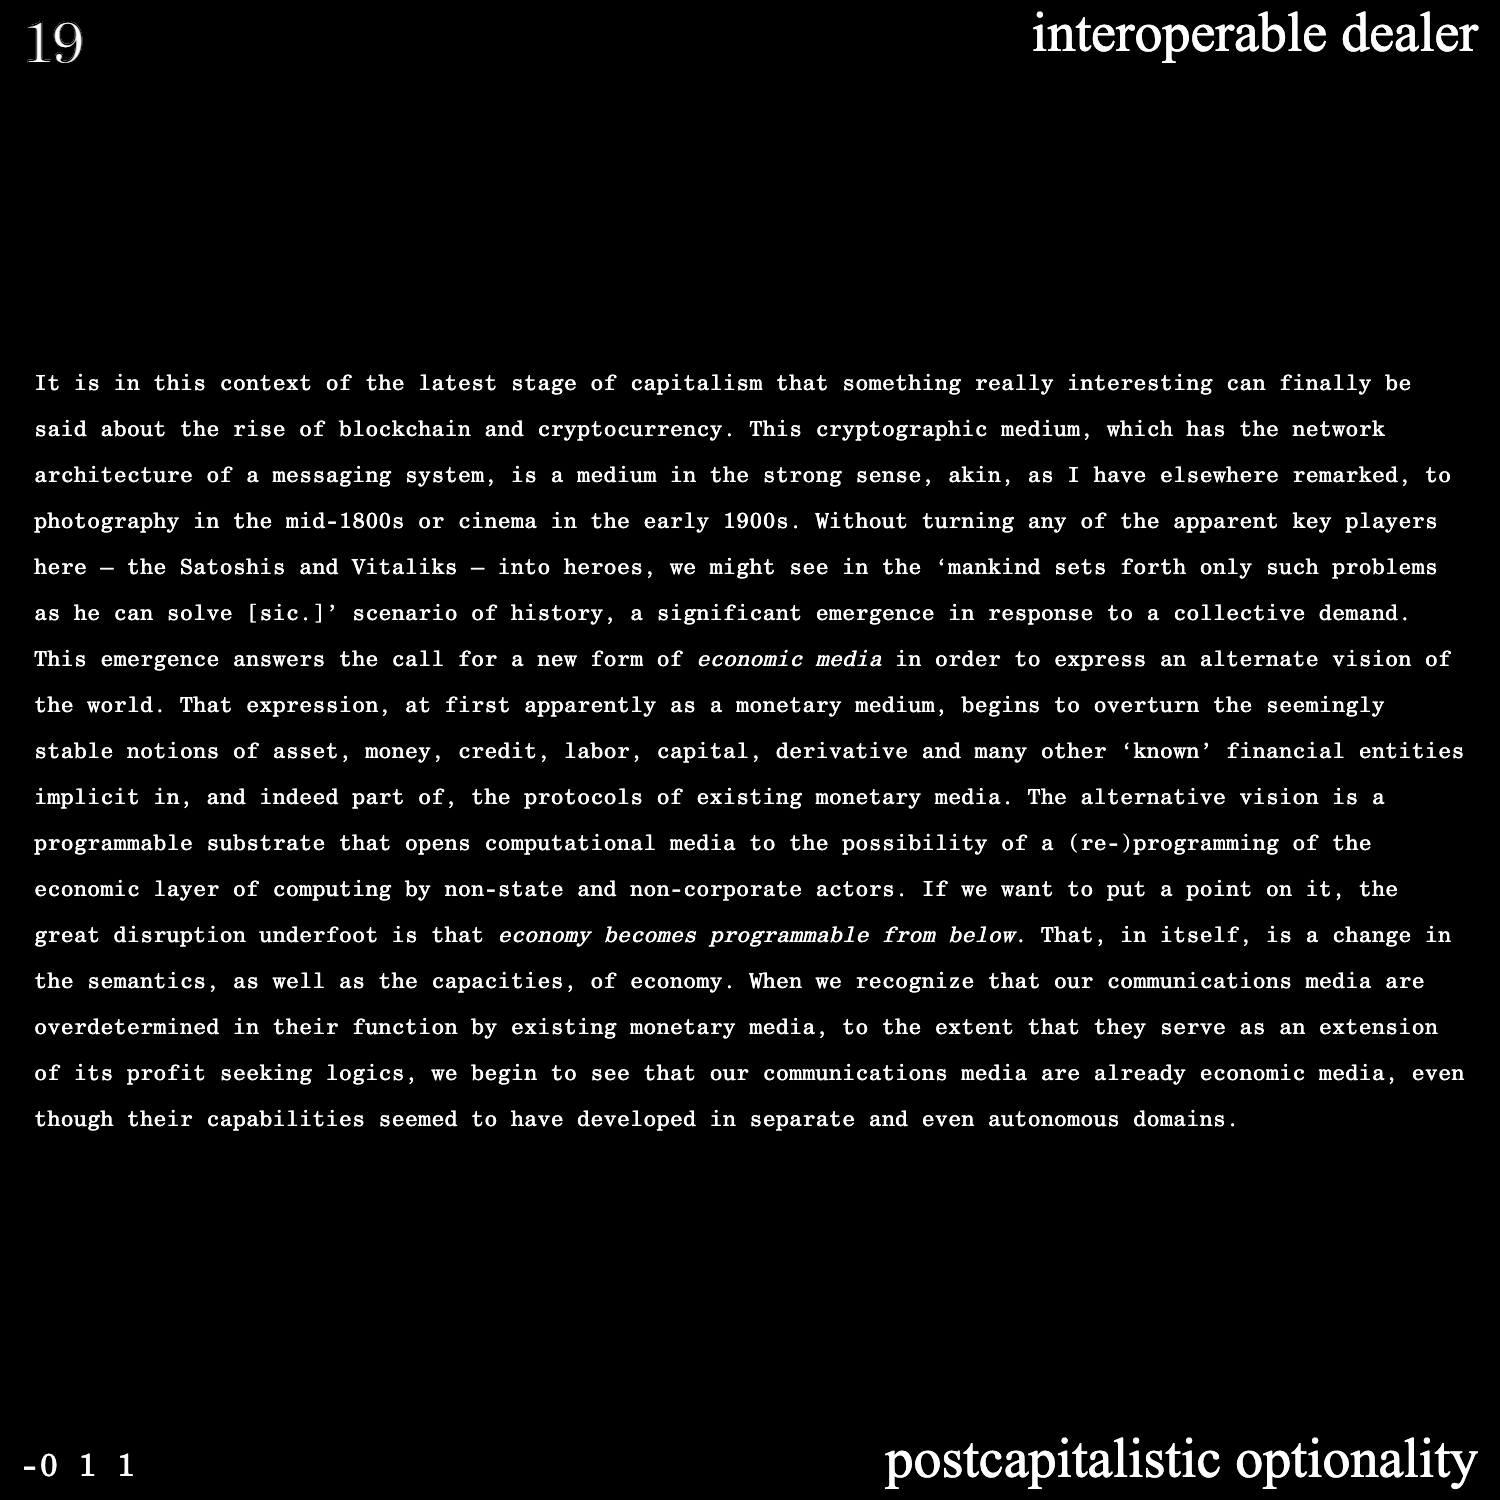 19
interoperable dealer
It is in this context of the latest stage of capitalism that something really interesting can finally be
said about the rise of blockchain and cryptocurrency. This cryptographic medium, which has the network
architecture of a messaging system, is a medium in the strong sense, akin, as I have elsewhere remarked, to
photography in the mid-1800s or cinema in the early 1900s. Without turning any of the apparent key players
here – the Satoshis and Vitaliks – into heroes, we might see in the ‘mankind sets forth only such problems
as he can solve [sic.]’ scenario of history, a significant emergence in response to a collective demand.
This emergence answers the call for a new form of economic media in order to express an alternate vision of
the world. That expression, at first apparently as a monetary medium, begins to overturn the seemingly
stable notions of asset, money, credit, labor, capital, derivative and many other ‘known’ financial entities
implicit in, and indeed part of, the protocols of existing monetary media. The alternative vision is a
programmable substrate that opens computational media to the possibility of a (re-)programming of the
economic layer of computing by non-state and non-corporate actors. If we want to put a point on it, the
great disruption underfoot is that economy becomes programmable from below. That, in itself, is a change in
the semantics, as well as the capacities, of economy. When we recognize that our communications media are
overdetermined in their function by existing monetary media, to the extent that they serve as an extension
of its profit seeking logics, we begin to see that our communications media are already economic media, even
though their capabilities seemed to have developed in separate and even autonomous domains.
-0 1 1
postcapitalistic optionality